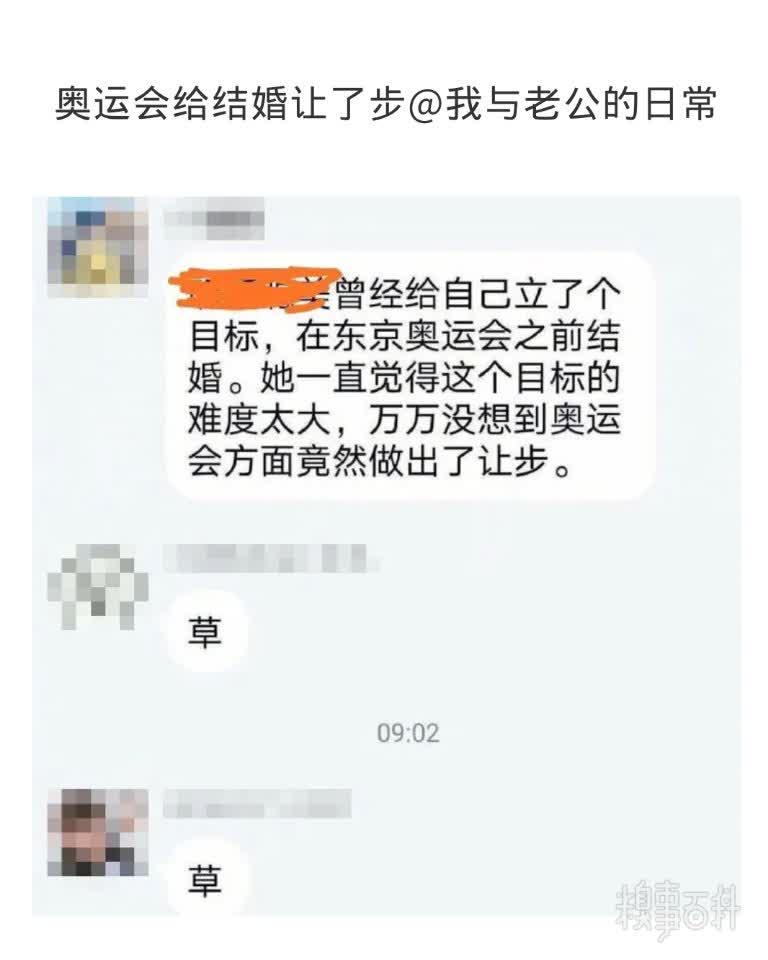 奥运会给结婚让了步@我与老公的日常
美曾经给自己立了个
目标，在东京奥运会之前结
婚。她一直觉得这个目标的
难度太大，万万没想到奥运
会方面竟然做出了让步。
草
09:02
草
糗事百科